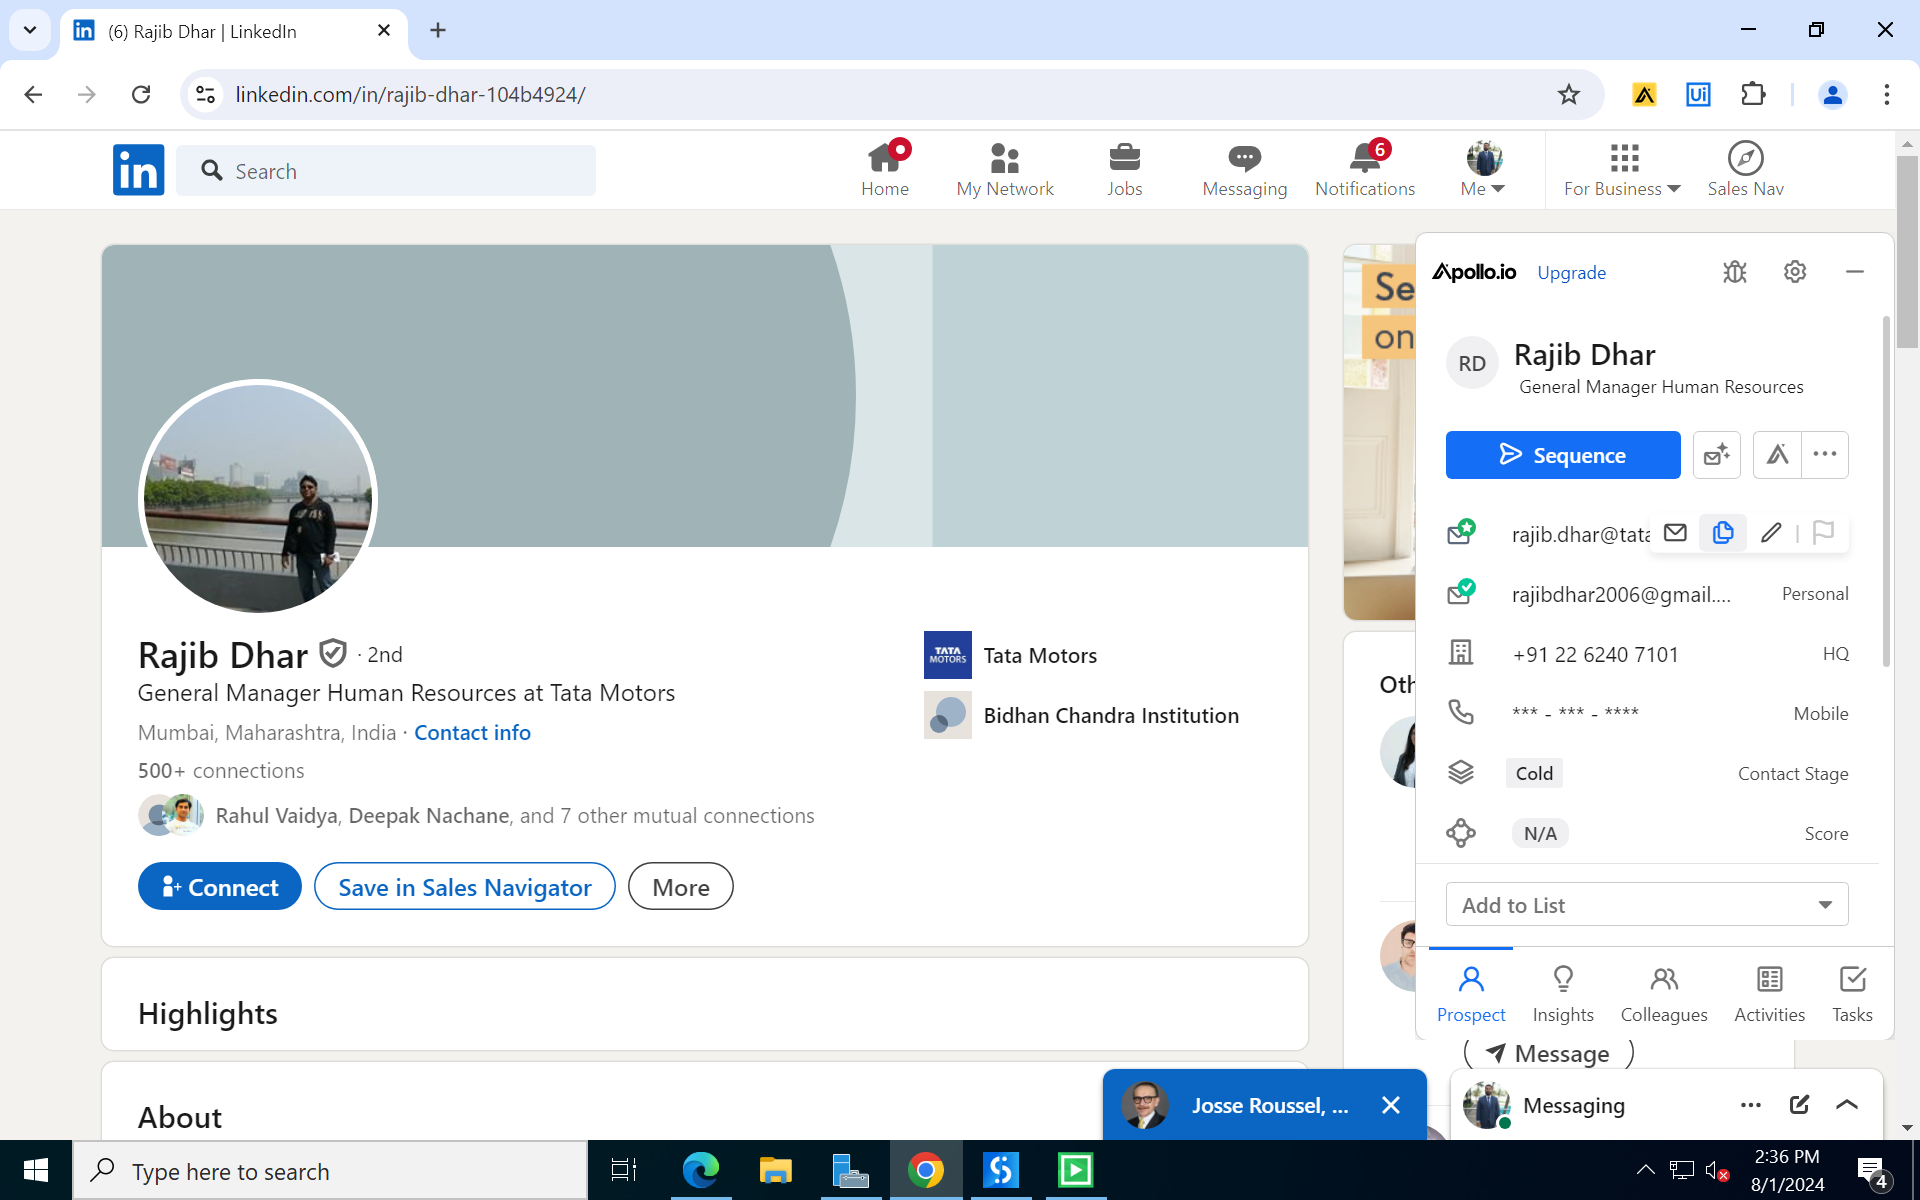 (6) Rajib Dhar | LinkedIn
linkedin.com/in/rajib-dhar-104b4924/
Ui
in
Search
Home
My Network
Jobs
Messaging
6
Notifications
Me
For Business
Sales Nav
Se
on
Apollo.io
Upgrade
RD
Rajib Dhar
General Manager Human Resources
Sequence
rajib.dhar@tata
rajibdhar2006@gmail....
Personal
+91 22 6240 7101
HQ
*** - *** - ****
Mobile
Cold
Contact Stage
N/A
Score
Add to List
Prospect
Insights
Colleagues
Activities
Tasks
Rajib Dhar · 2nd
General Manager Human Resources at Tata Motors
Mumbai, Maharashtra, India · Contact info
500+ connections
Rahul Vaidya, Deepak Nachane, and 7 other mutual connections
TATA MOTORS
Tata Motors
Bidhan Chandra Institution
Connect
Save in Sales Navigator
More
Oth
Highlights
About
Message
Josse Roussel, ...
Messaging
Type here to search
2:36 PM
8/1/2024
4